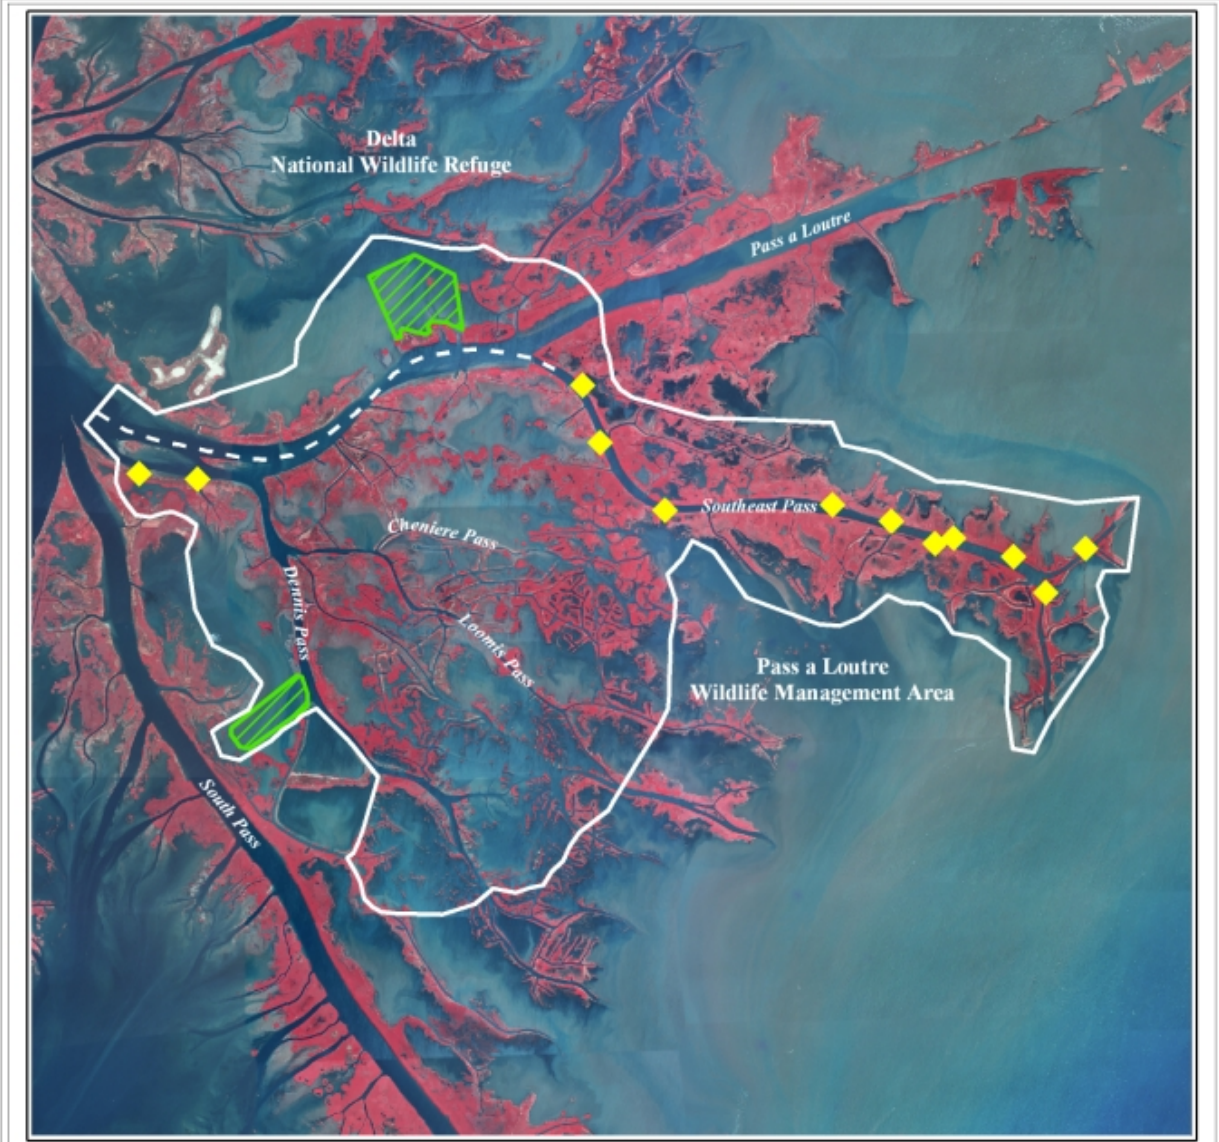 Delta
National Wildlife Refuge
Pass a Loutre
Southeast Pass
Cheniere Pass
Dennis Pass
Loomis Pass
Pass a Loutre
Wildlife Management Area
South Pass